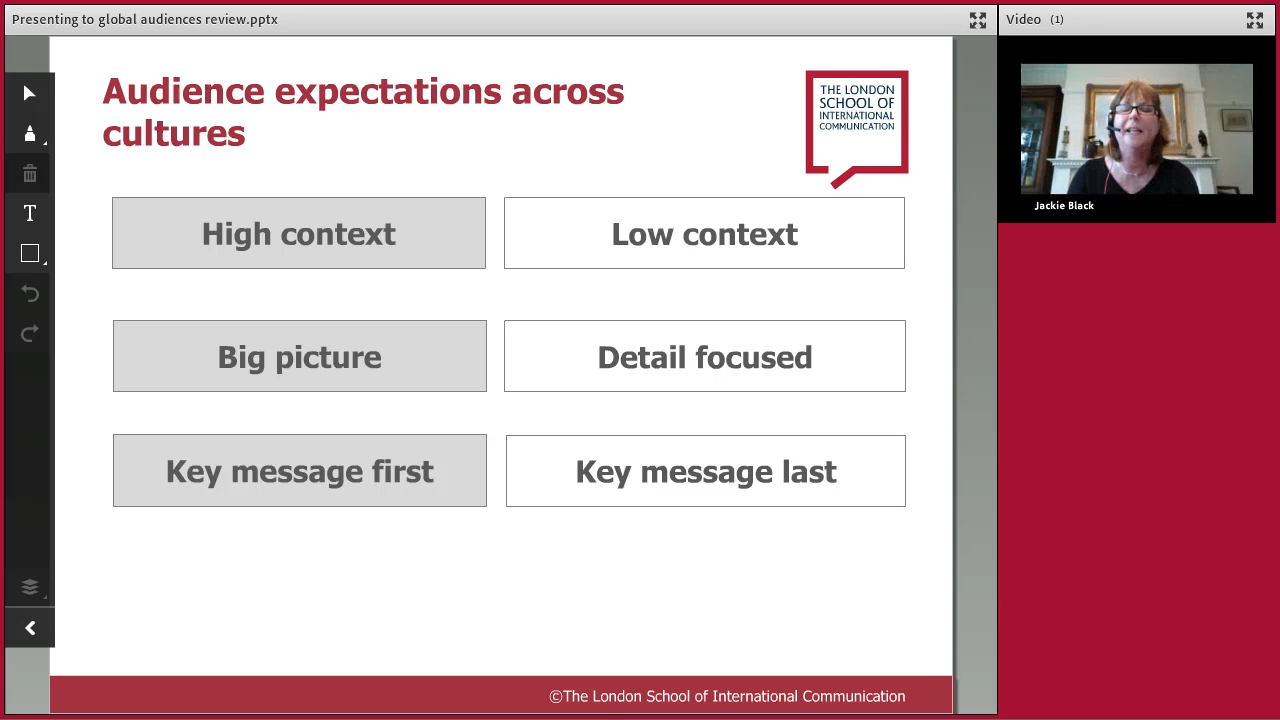 Presenting to global audiences review.pptx
Video (1)
Audience expectations across
cultures
THE LONDON
SCHOOL OF
INTERNATIONAL
COMMUNICATION
Jackie Black
High context
Low context
Big picture
Detail focused
Key message first
Key message last
T
©The London School of International Communication